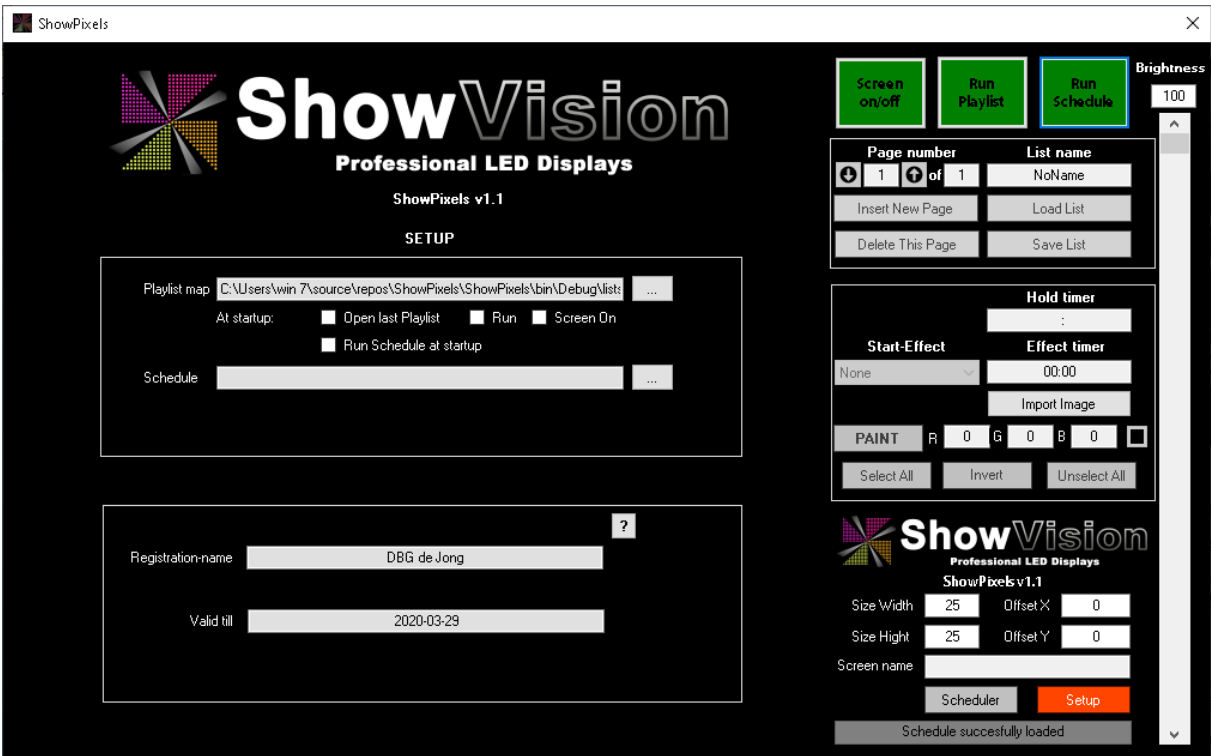 ShowPixels
ShowVision
Professional LED Displays
ShowPixels v1.1
SETUP
Playlist map C:\Users\win 7\source\repos\ShowPixels\ShowPixels\bin\Debug\lists ...
At startup: Open last Playlist Run Screen On
Run Schedule at startup
Schedule ...
?
Registration-name DBG de Jong
Valid till 2020-03-29
Screen on/off
Run Playlist
Run Schedule
Brightness
100
Page number List name
1 of 1 NoName
Insert New Page Load List
Delete This Page Save List
Hold timer
:
Start-Effect Effect timer
None 00:00
Import Image
PAINT R 0 G 0 B 0
Select All Invert Unselect All
ShowVision
Professional LED Displays
ShowPixels v1.1
Size Width 25 Offset X 0
Size Hight 25 Offset Y 0
Screen name
Scheduler Setup
Schedule succesfully loaded